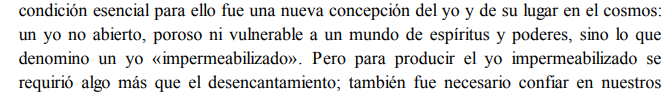 condición esencial para ello fue una nueva concepción del yo y de su lugar en el cosmos:
un yo no abierto, poroso ni vulnerable a un mundo de espíritus y poderes, sino lo que
denomino un yo «impermeabilizado». Pero para producir el yo impermeabilizado se
requirió algo más que el desencantamiento; también fue necesario confiar en nuestros